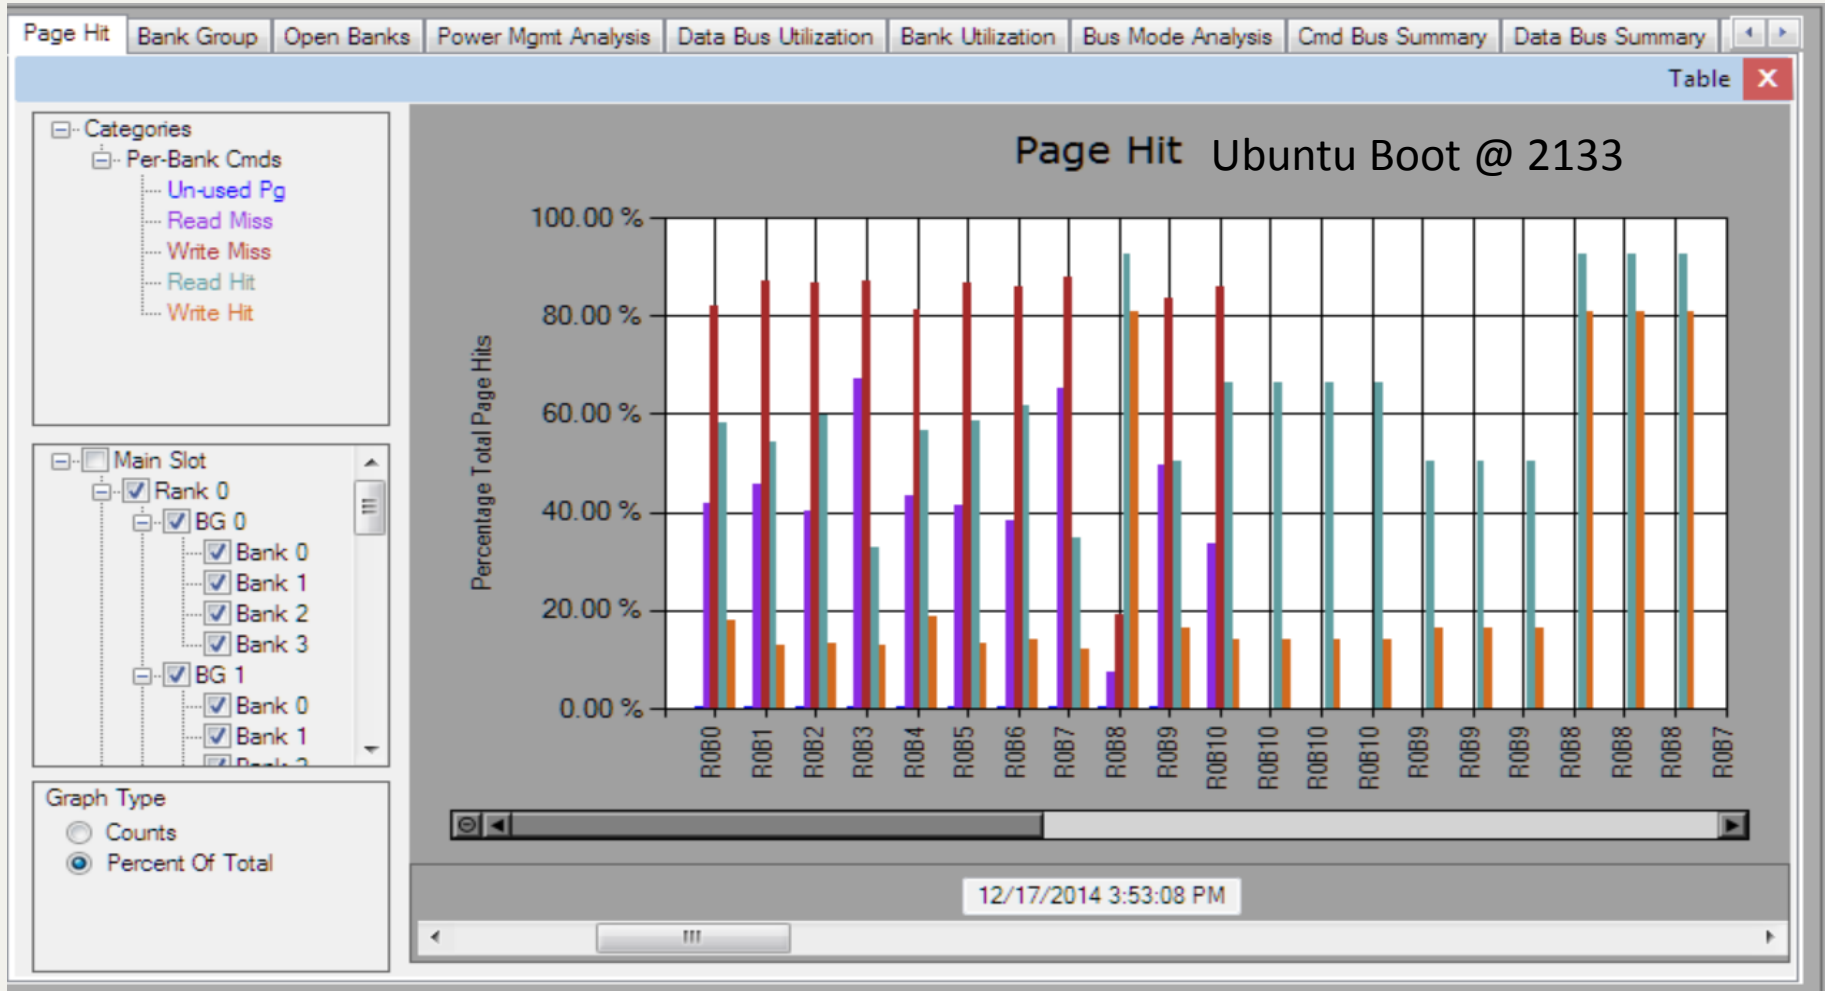 Page Hit Bank Group Open Banks Power Mgmt Analysis Data Bus Utilization Bank Utilization Bus Mode Analysis Cmd Bus Summary Data Bus Summary
Table X
Categories
Per-Bank Cmds
Un-used Pg
Read Miss
Write Miss
Read Hit
Write Hit
Main Slot
Rank 0
BG 0
Bank 0
Bank 1
Bank 2
Bank 3
BG 1
Bank 0
Bank 1
Bank 2
Graph Type
Counts
Percent Of Total
Page Hit Ubuntu Boot @ 2133
Percentage Total Page Hits
100.00 %
80.00 %
60.00 %
40.00 %
20.00 %
0.00 %
R0B0 R0B1 R0B2 R0B3 R0B4 R0B5 R0B6 R0B7 R0B8 R0B9 R0B10 R0B10 R0B10 R0B10 R0B9 R0B9 R0B9 R0B8 R0B8 R0B8 R0B7
12/17/2014 3:53:08 PM